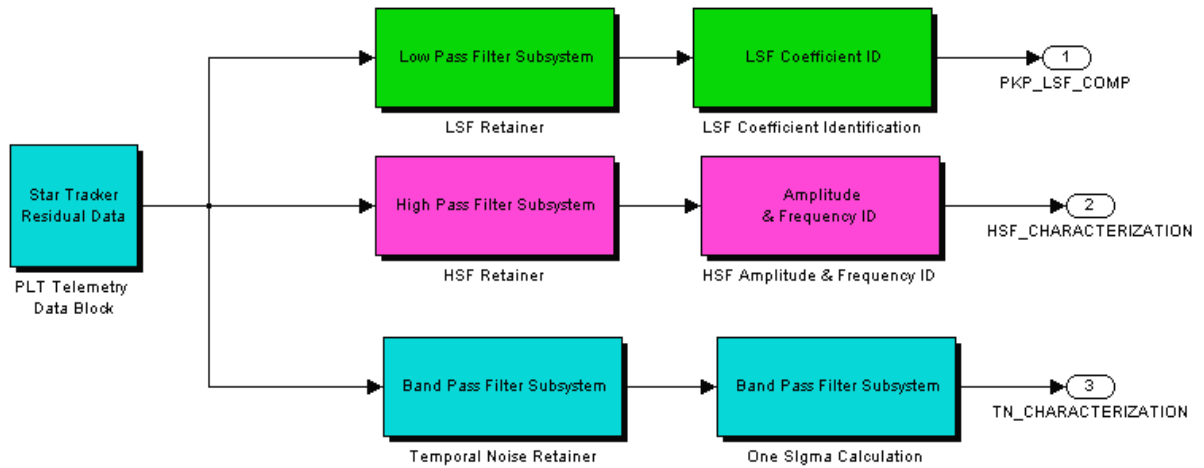 Low Pass Filter Subsystem
LSF Retainer
LSF Coefficient ID
LSF Coefficient Identification
1
PKP_LSF_COMP
Star Tracker
Residual Data
PLT Telemetry
Data Block
High Pass Filter Subsystem
HSF Retainer
Amplitude
& Frequency ID
HSF Amplitude & Frequency ID
2
HSF_CHARACTERIZATION
Band Pass Filter Subsystem
Temporal Noise Retainer
Band Pass Filter Subsystem
One SIgma Calculation
3
TN_CHARACTERIZATION